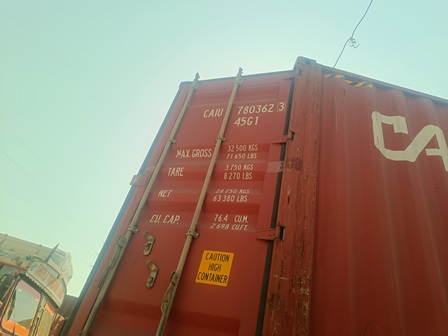 CAIU 780362 3
45G1
MAX.GROSS 32 500 KGS
71 650 LBS
TARE 3 750 KGS
8 270 LBS
NET 28 750 KGS
63 380 LBS
CU. CAP. 76.4 CU.M.
2 698 CU.FT.
CAUTION
HIGH
CONTAINER
CA